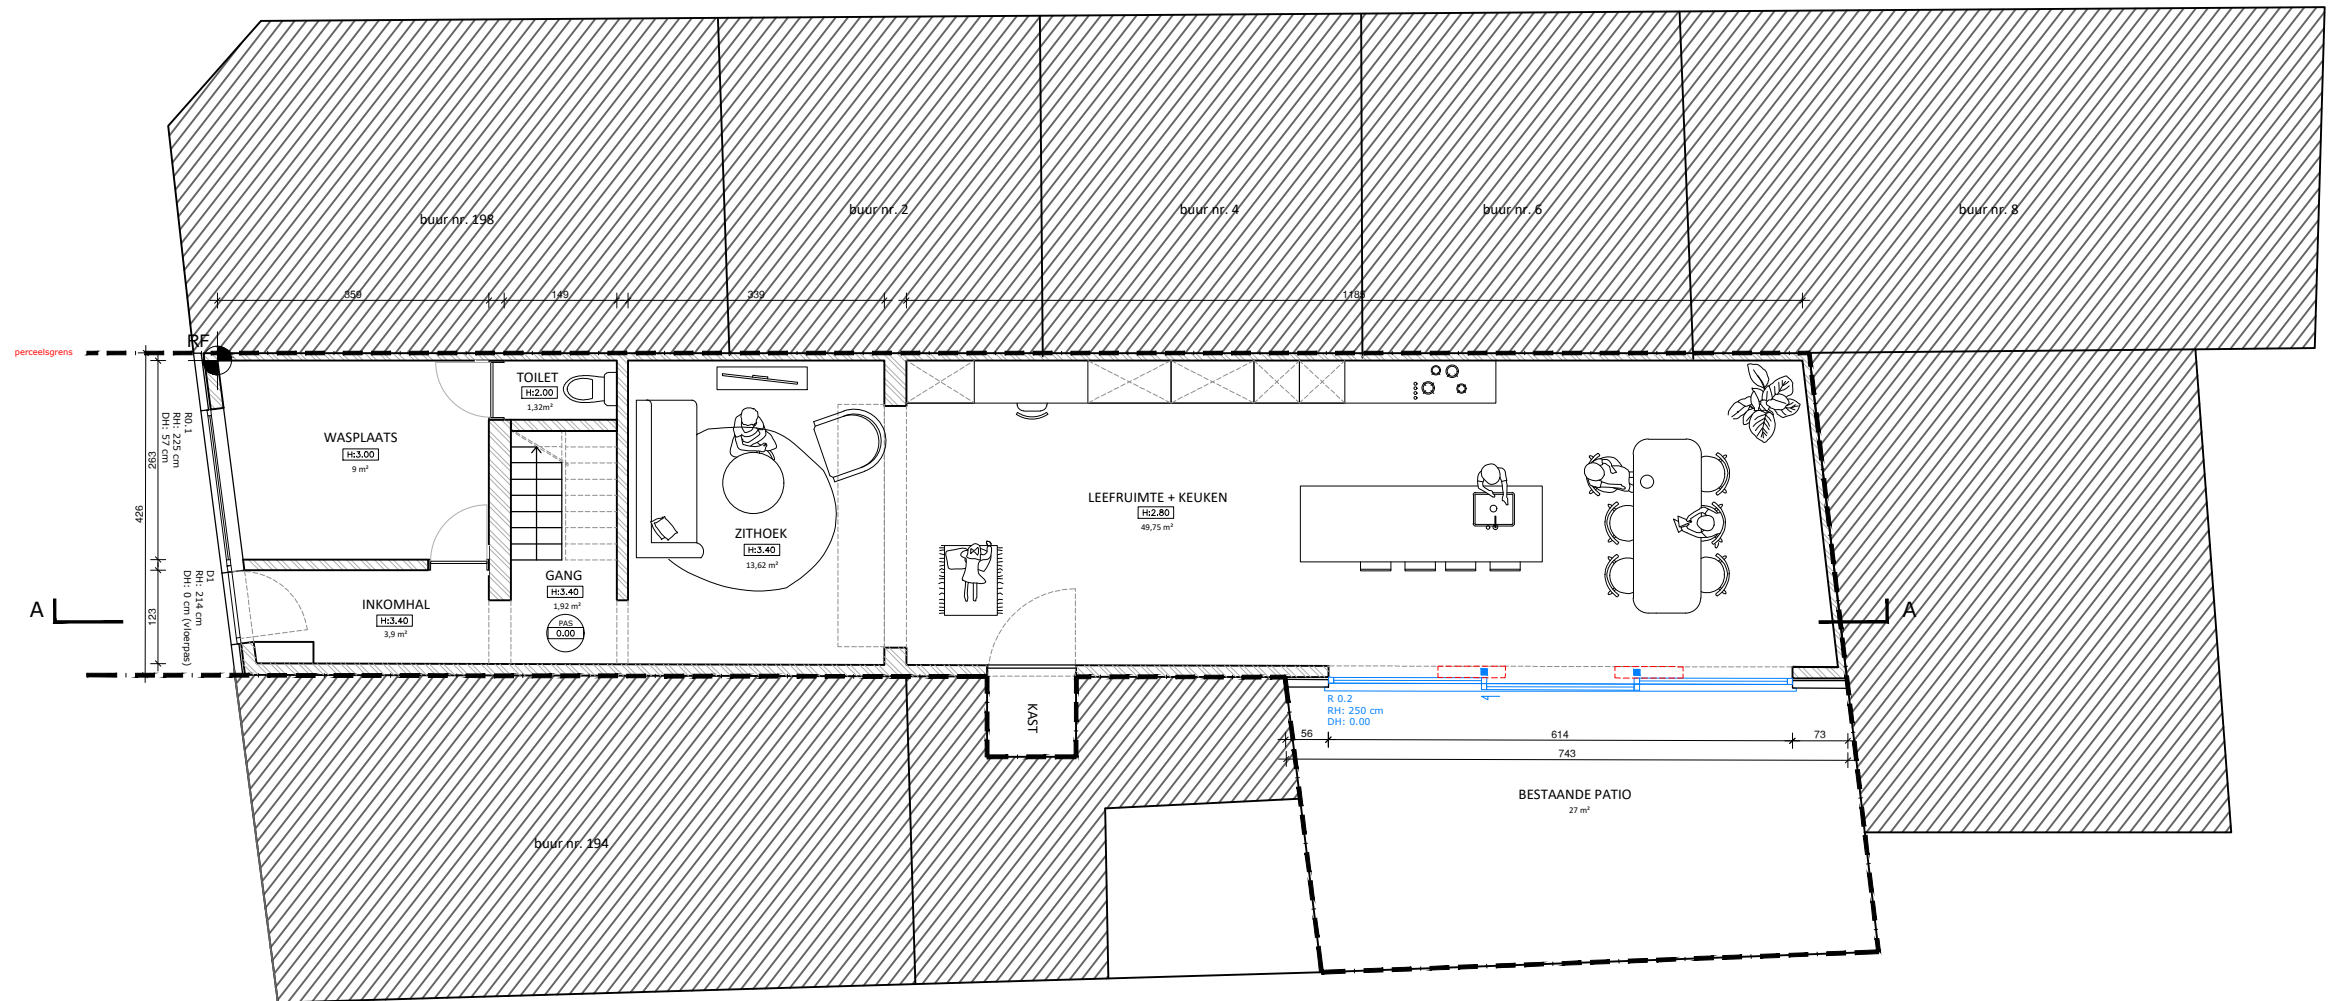 buur nr. 198
buur nr. 2
buur nr. 4
buur nr. 6
buur nr. 8
359
149
339
1185
RF
perceelsgrens
TOILET
H:2.00
1,32m²
R0.1
RH: 225 cm
DH: 57 cm
WASPLAATS
H:3.00
9 m²
263
426
LEEFRUIMTE + KEUKEN
H:2.80
49,75 m²
ZITHOEK
H:3.40
13,62 m²
GANG
H:3.40
1,92 m²
PAS
0.00
D1
RH: 214 cm
DH: 0 cm (vloerpas)
INKOMHAL
H:3.40
3,9 m²
123
A
A
KAST
R 0.2
RH: 250 cm
DH: 0.00
56
614
73
743
BESTAANDE PATIO
27 m²
buur nr. 194